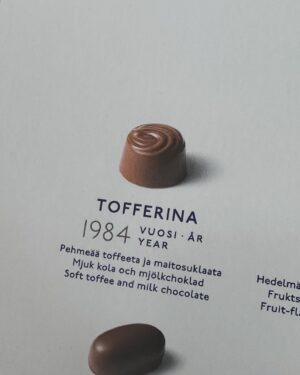 TOFFERINA
1984 VUOSI · ÅR
YEAR
Pehmeää toffeeta ja maitosuklaata
Mjuk kola och mjölkchoklad
Soft toffee and milk chocolate
Hedelmä
Frukts
Fruit-fl